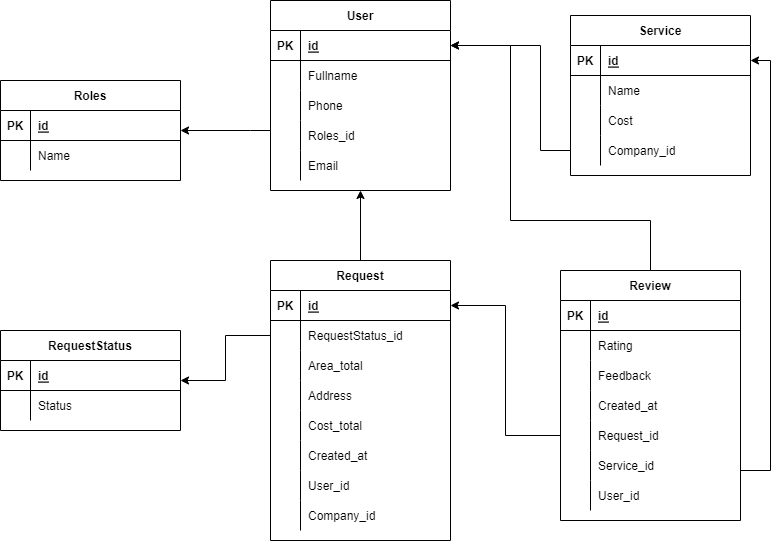 User
PK id
Fullname
Phone
Roles_id
Email
Service
PK id
Name
Cost
Company_id
Roles
PK id
Name
Request
PK id
RequestStatus_id
Area_total
Address
Cost_total
Created_at
User_id
Company_id
Review
PK id
Rating
Feedback
Created_at
Request_id
Service_id
User_id
RequestStatus
PK id
Status